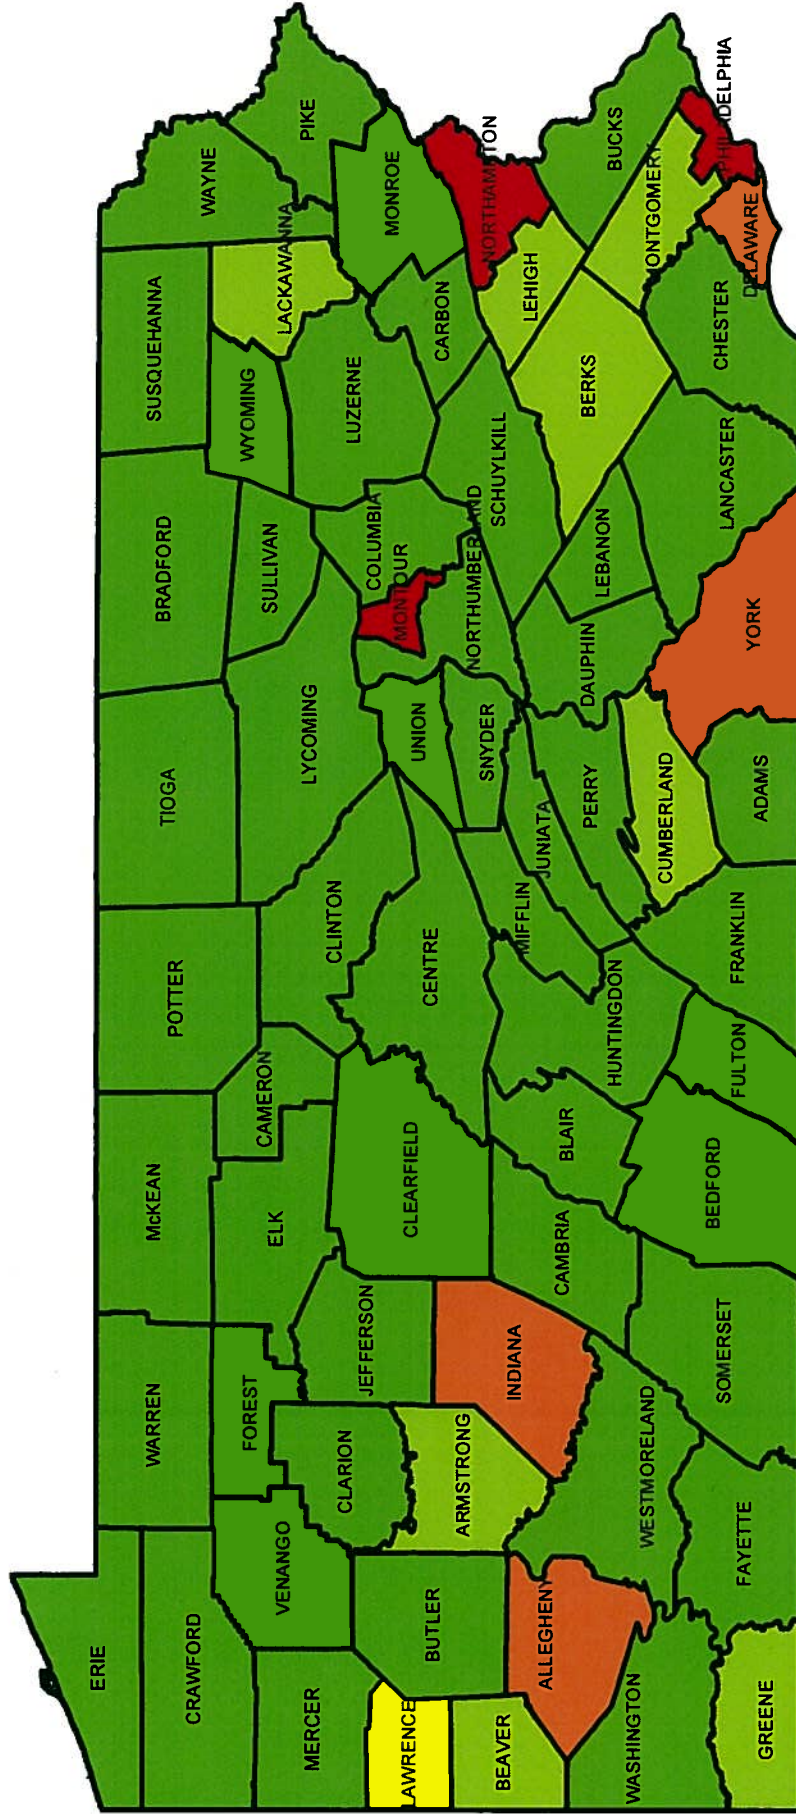 ERIE
CRAWFORD
WARREN
McKEAN
POTTER
TIOGA
BRADFORD
SUSQUEHANNA
WAYNE
MERCER
VENANGO
FOREST
ELK
CAMERON
CLINTON
LYCOMING
SULLIVAN
WYOMING
LACKAWANNA
PIKE
LAWRENCE
BUTLER
CLARION
JEFFERSON
CLEARFIELD
CENTRE
UNION
MONTOUR
COLUMBIA
LUZERNE
MONROE
BEAVER
ARMSTRONG
INDIANA
CAMBRIA
BLAIR
HUNTINGDON
MIFFLIN
JUNIATA
SNYDER
NORTHUMBERLAND
SCHUYLKILL
CARBON
NORTHAMPTON
LEHIGH
ALLEGHENY
WESTMORELAND
PERRY
DAUPHIN
LEBANON
BERKS
MONTGOMERY
BUCKS
WASHINGTON
GREENE
FAYETTE
SOMERSET
BEDFORD
FULTON
FRANKLIN
CUMBERLAND
ADAMS
YORK
LANCASTER
CHESTER
DELAWARE
PHILADELPHIA